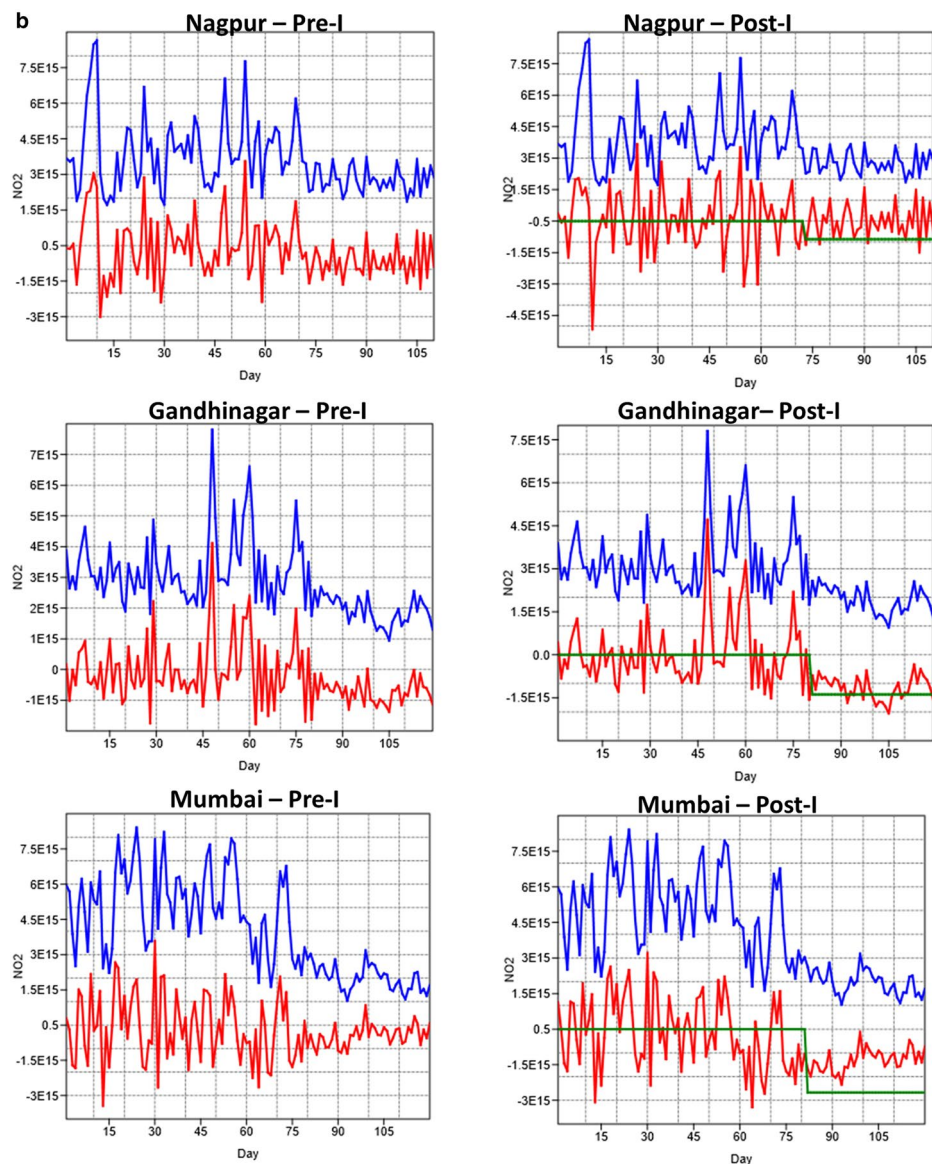 b
Nagpur – Pre-I
7.5E15
6E15
4.5E15
3E15
1.5E15
0.5
-1.5E15
-3E15
NO2
15 30 45 60 75 90 105
Day
Nagpur – Post-I
7.5E15
6E15
4.5E15
3E15
1.5E15
-0.5
-1.5E15
-3E15
-4.5E15
NO2
15 30 45 60 75 90 105
Day
Gandhinagar – Pre-I
7E15
6E15
5E15
4E15
3E15
2E15
1E15
0
-1E15
NO2
15 30 45 60 75 90 105
Day
Gandhinagar– Post-I
7.5E15
6E15
4.5E15
3E15
1.5E15
0.0
-1.5E15
NO2
15 30 45 60 75 90 105
Day
Mumbai – Pre-I
7.5E15
6E15
4.5E15
3E15
1.5E15
0.5
-1.5E15
-3E15
NO2
15 30 45 60 75 90 105
Day
Mumbai – Post-I
7.5E15
6E15
4.5E15
3E15
1.5E15
0.5
-1.5E15
-3E15
NO2
15 30 45 60 75 90 105
Day